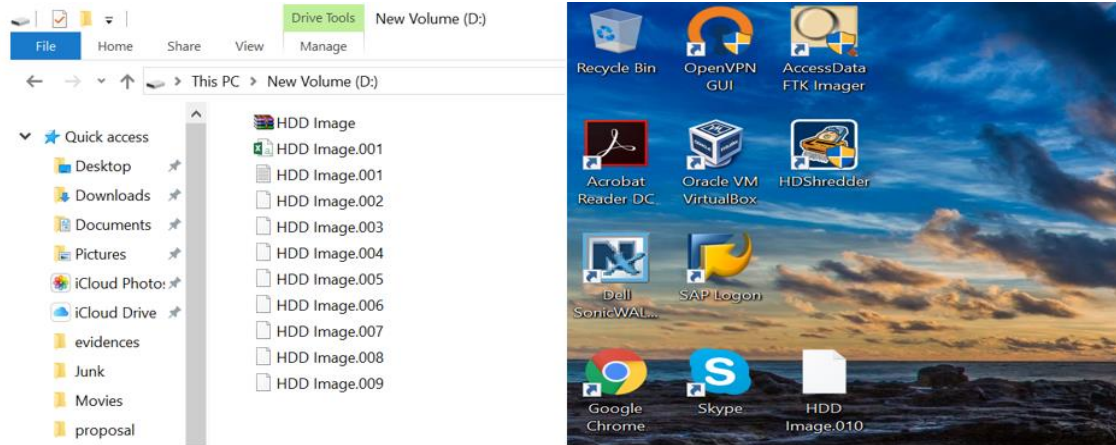 Drive Tools New Volume (D:)
File Home Share View Manage
This PC > New Volume (D:)
Quick access
Desktop
Downloads
Documents
Pictures
iCloud Photo
iCloud Drive
evidences
Junk
Movies
proposal
HDD Image
HDD Image.001
HDD Image.001
HDD Image.002
HDD Image.003
HDD Image.004
HDD Image.005
HDD Image.006
HDD Image.007
HDD Image.008
HDD Image.009
Recycle Bin
OpenVPN
GUI
AccessData
FTK Imager
Acrobat
Reader DC
Oracle VM
VirtualBox
HDShredder
Dell
SonicWAL...
SAP Logon
Google
Chrome
Skype
HDD
Image.010